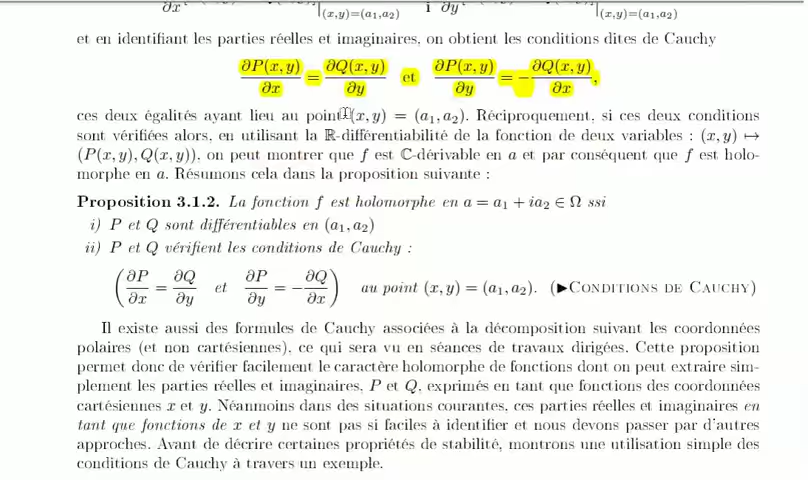 ∂x |(x,y)=(a₁,a₂) i ∂y |(x,y)=(a₁,a₂)
et en identifiant les parties réelles et imaginaires, on obtient les conditions dites de Cauchy
∂P(x, y)/∂x = ∂Q(x, y)/∂y et ∂P(x, y)/∂y = −∂Q(x, y)/∂x,
ces deux égalités ayant lieu au point (x, y) = (a₁, a₂). Réciproquement, si ces deux conditions
sont vérifiées alors, en utilisant la ℝ-différentiabilité de la fonction de deux variables : (x, y) ↦
(P(x, y), Q(x, y)), on peut montrer que f est ℂ-dérivable en a et par conséquent que f est holo-
morphe en a. Résumons cela dans la proposition suivante :
Proposition 3.1.2. La fonction f est holomorphe en a = a₁ + ia₂ ∈ Ω ssi
i) P et Q sont différentiables en (a₁, a₂)
ii) P et Q vérifient les conditions de Cauchy :
(∂P/∂x = ∂Q/∂y et ∂P/∂y = −∂Q/∂x) au point (x, y) = (a₁, a₂). (▶CONDITIONS DE CAUCHY)
Il existe aussi des formules de Cauchy associées à la décomposition suivant les coordonnées
polaires (et non cartésiennes), ce qui sera vu en séances de travaux dirigées. Cette proposition
permet donc de vérifier facilement le caractère holomorphe de fonctions dont on peut extraire sim-
plement les parties réelles et imaginaires, P et Q, exprimés en tant que fonctions des coordonnées
cartésiennes x et y. Néanmoins dans des situations courantes, ces parties réelles et imaginaires en
tant que fonctions de x et y ne sont pas si faciles à identifier et nous devons passer par d'autres
approches. Avant de décrire certaines propriétés de stabilité, montrons une utilisation simple des
conditions de Cauchy à travers un exemple.